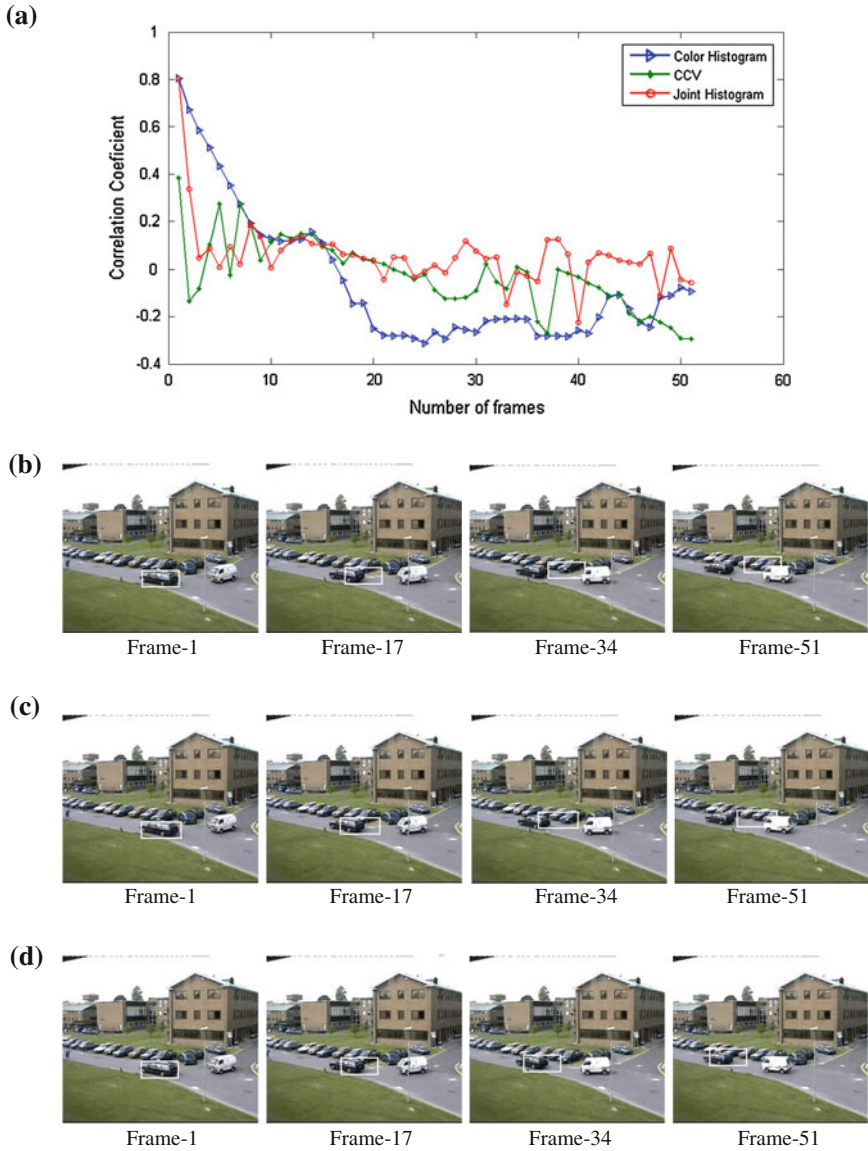 (a)
1
0.8
0.6
0.4
0.2
0
-0.2
-0.4
Correlation Coeficient
0 10 20 30 40 50 60
Number of frames
Color Histogram
CCV
Joint Histogram
(b)
Frame-1 Frame-17 Frame-34 Frame-51
(c)
Frame-1 Frame-17 Frame-34 Frame-51
(d)
Frame-1 Frame-17 Frame-34 Frame-51